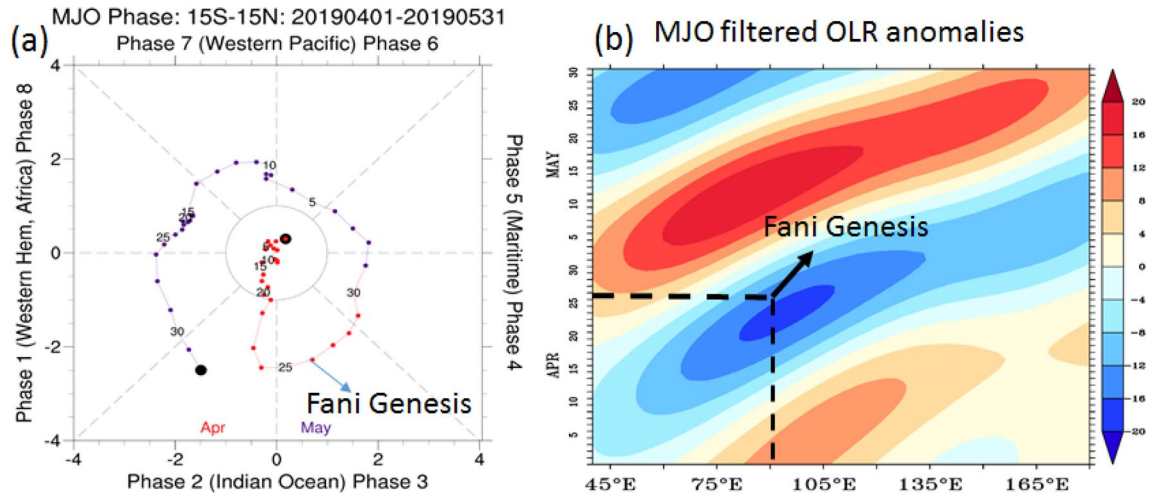 (a)
MJO Phase: 15S-15N: 20190401-20190531
Phase 7 (Western Pacific) Phase 6
Phase 1 (Western Hem, Africa) Phase 8
Phase 5 (Maritime) Phase 4
Phase 2 (Indian Ocean) Phase 3
4
2
0
-2
-4
-4
-2
0
2
4
10
5
15
20
25
30
5
10
15
20
25
30
Fani Genesis
Apr
May
(b) MJO filtered OLR anomalies
30
25
20
15
10
5
MAY
30
25
20
15
10
5
APR
Fani Genesis
45°E
75°E
105°E
135°E
165°E
20
16
12
8
4
0
-4
-8
-12
-16
-20